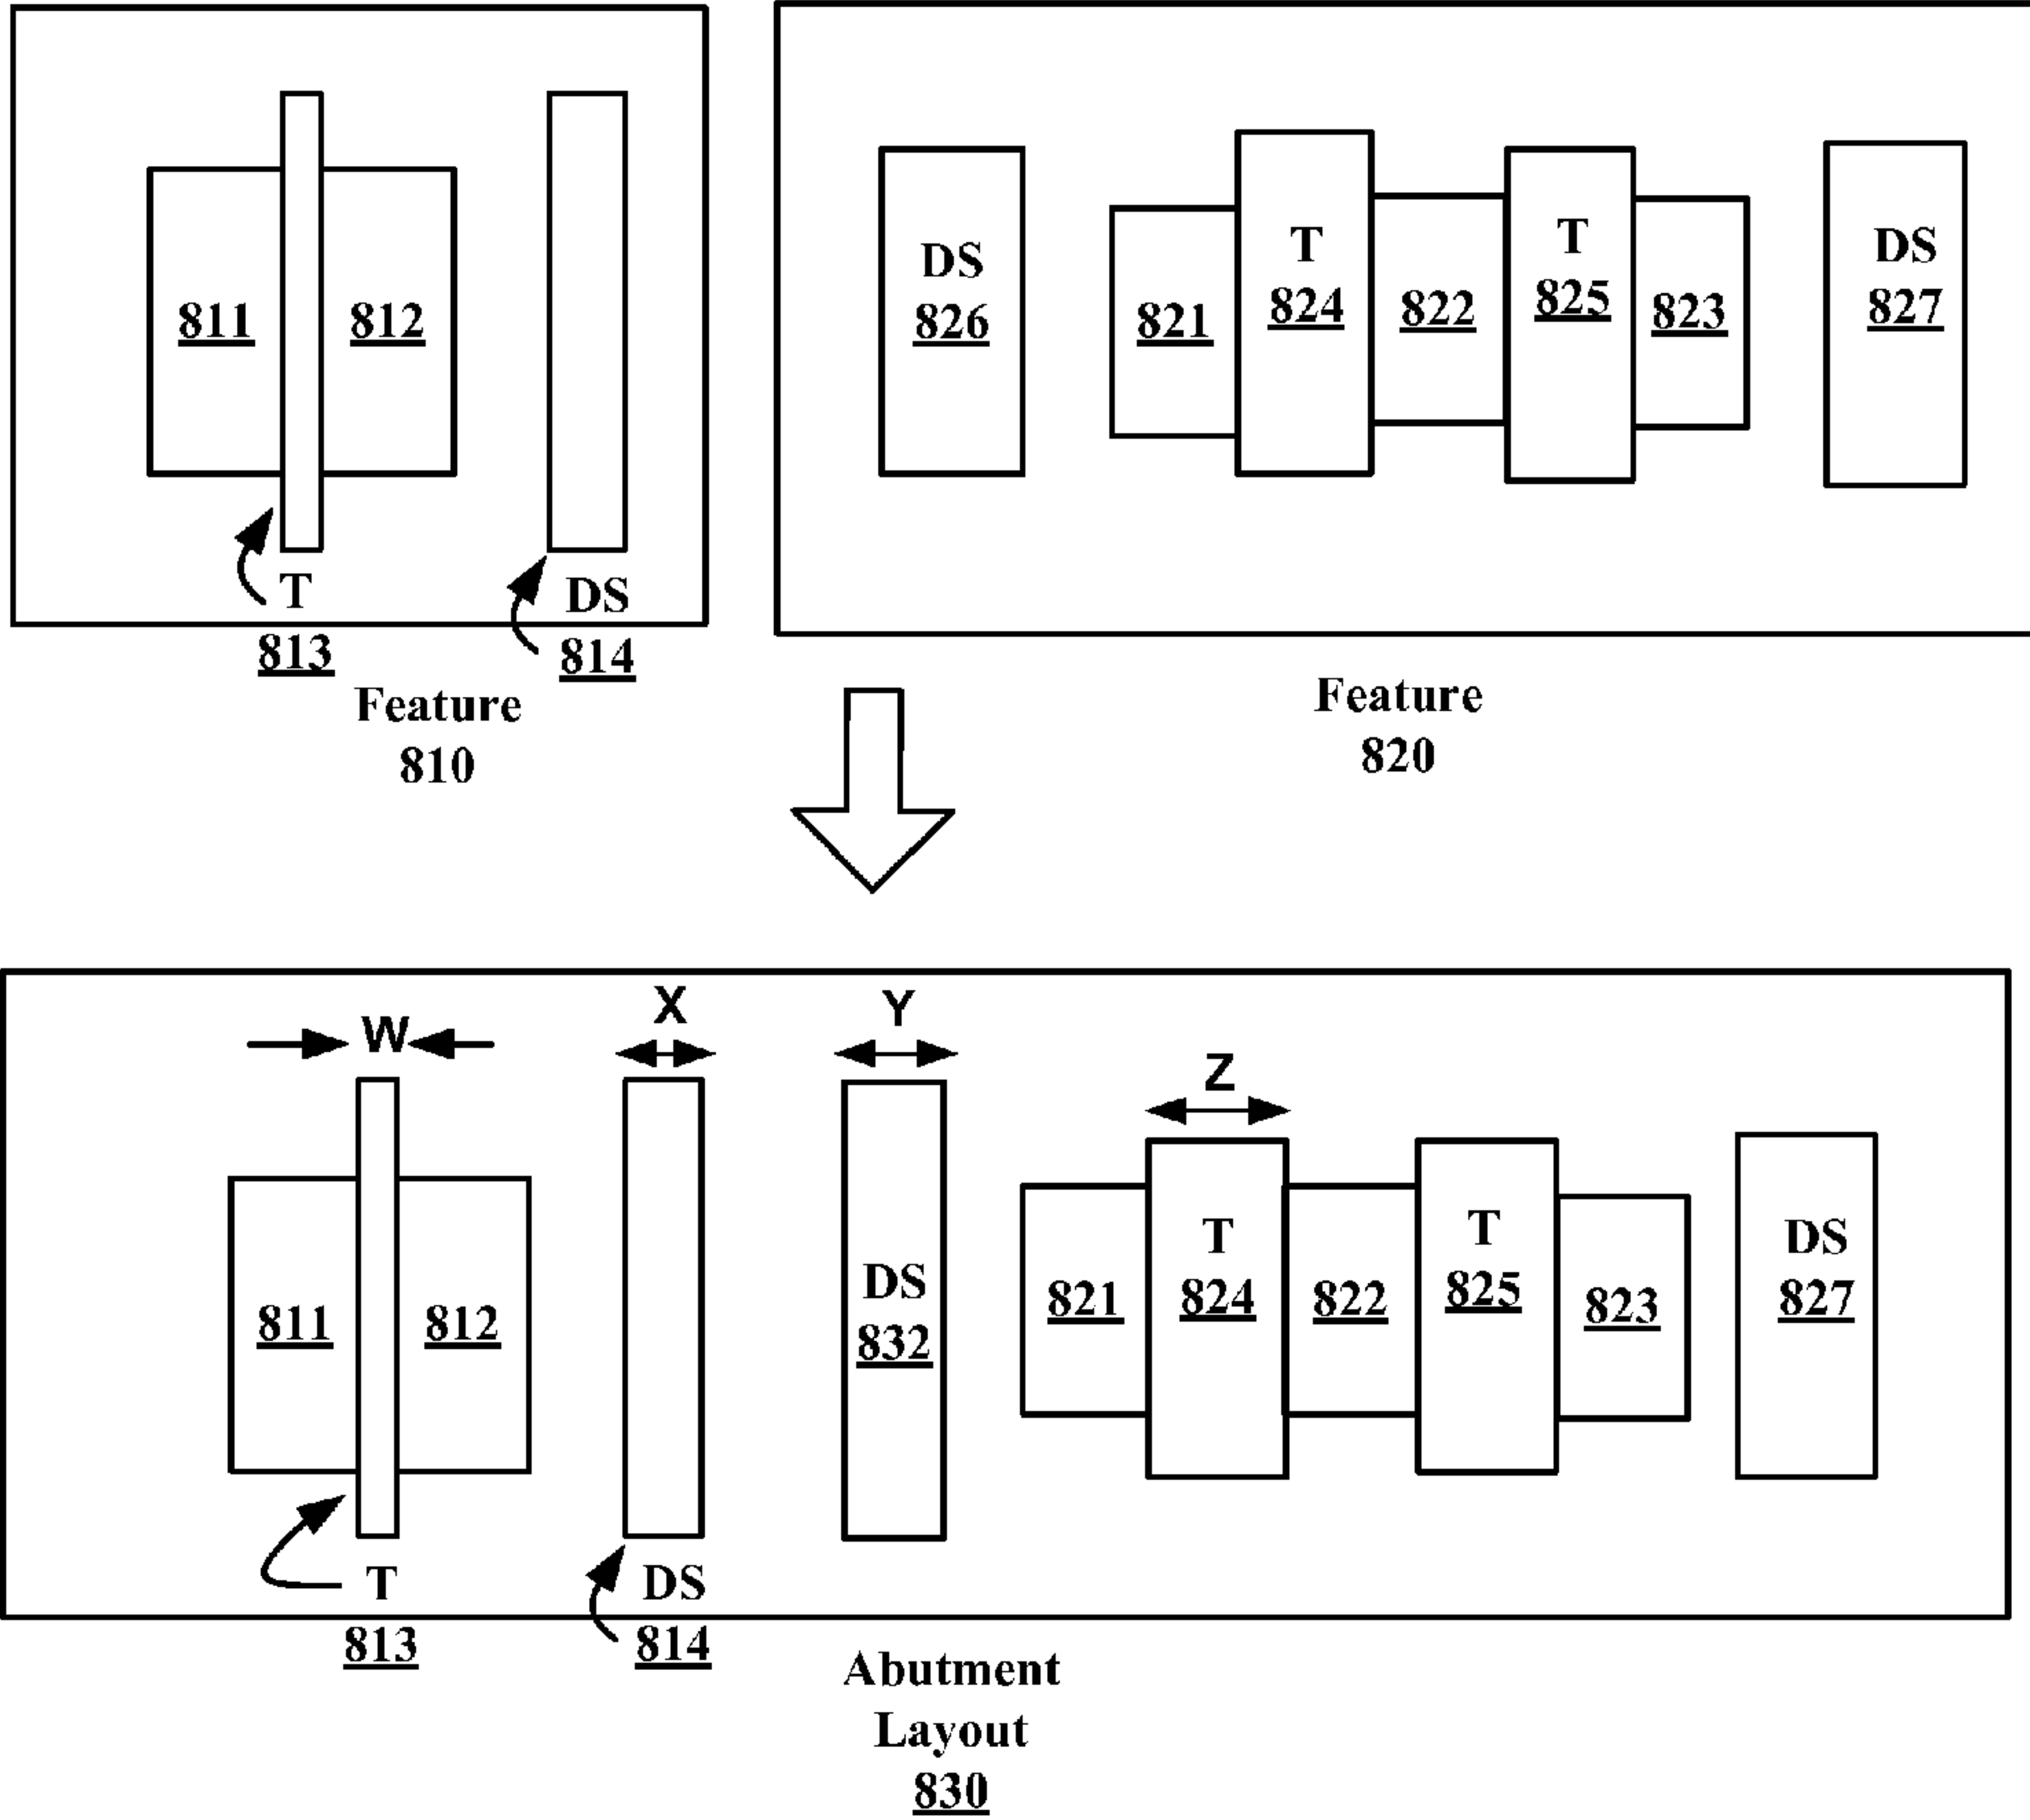 811
812
T
813
DS
814
Feature
810
DS
826
821
T
824
822
T
825
823
DS
827
Feature
820
W
X
Y
Z
811
812
T
813
DS
814
DS
832
821
T
824
822
T
825
823
DS
827
Abutment
Layout
830